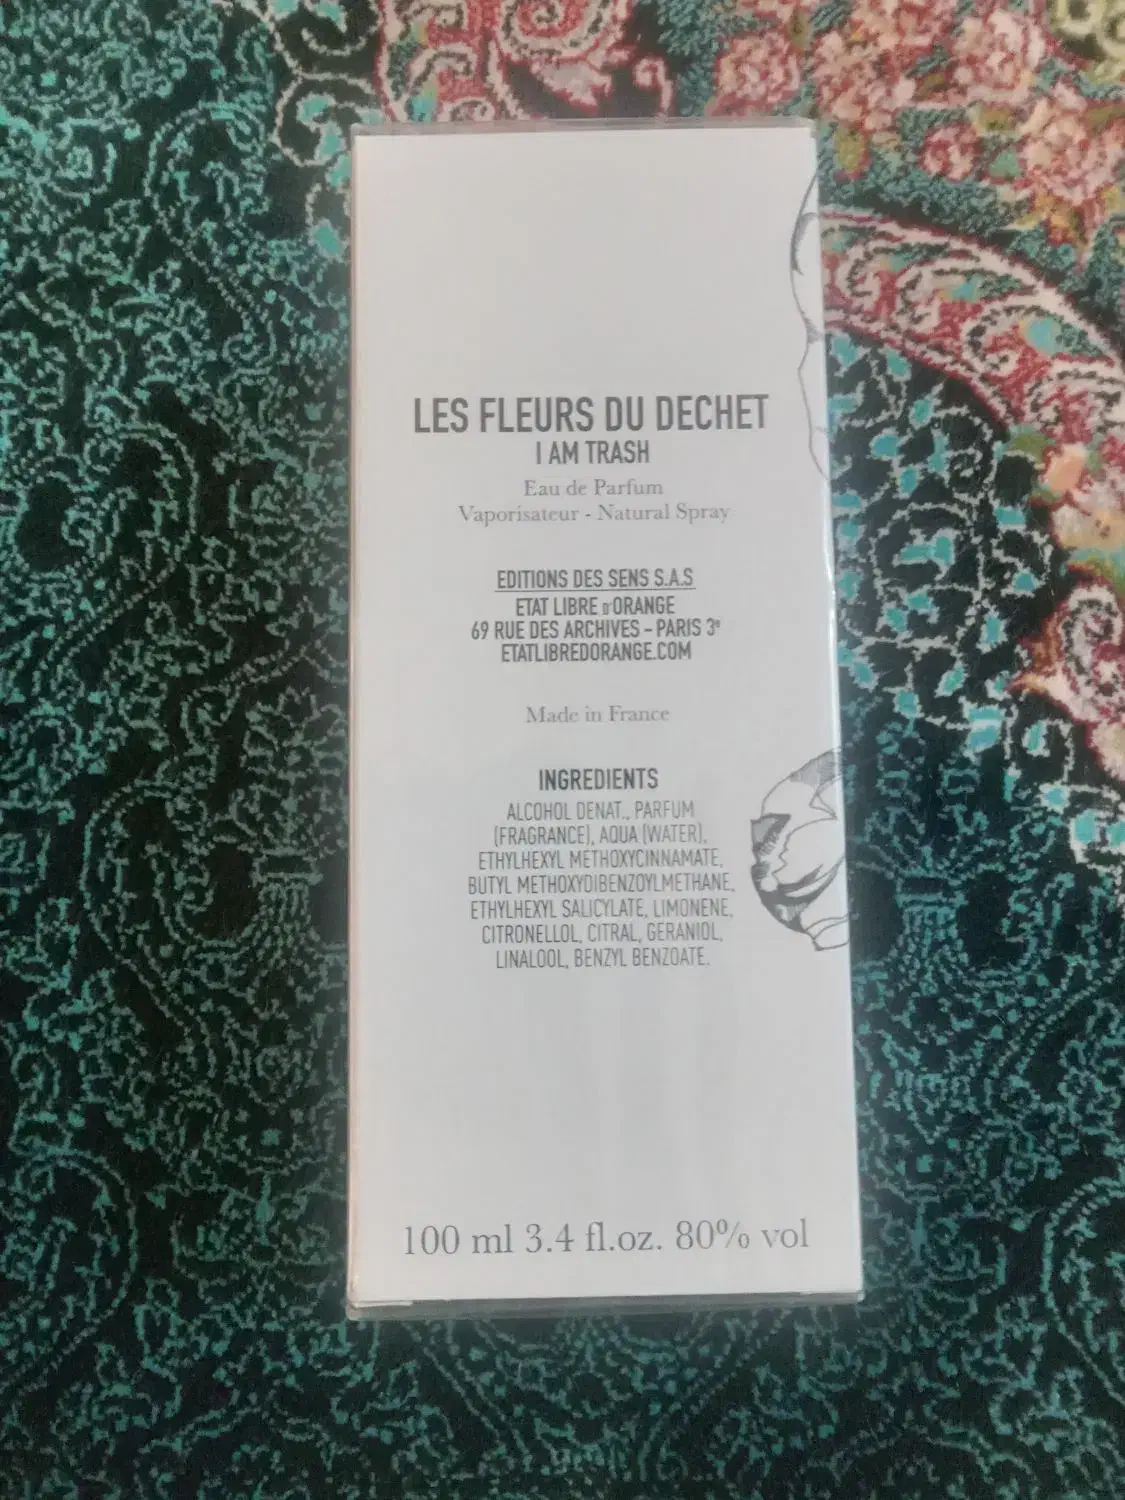 LES FLEURS DU DECHET
I AM TRASH
Eau de Parfum
Vaporisateur - Natural Spray
EDITIONS DES SENS S.A.S
ETAT LIBRE D'ORANGE
69 RUE DES ARCHIVES – PARIS 3e
ETATLIBREDORANGE.COM
Made in France
INGREDIENTS
ALCOHOL DENAT., PARFUM
(FRAGRANCE), AQUA (WATER),
ETHYLHEXYL METHOXYCINNAMATE,
BUTYL METHOXYDIBENZOYLMETHANE,
ETHYLHEXYL SALICYLATE, LIMONENE,
CITRONELLOL, CITRAL, GERANIOL,
LINALOOL, BENZYL BENZOATE.
100 ml 3.4 fl.oz. 80% vol